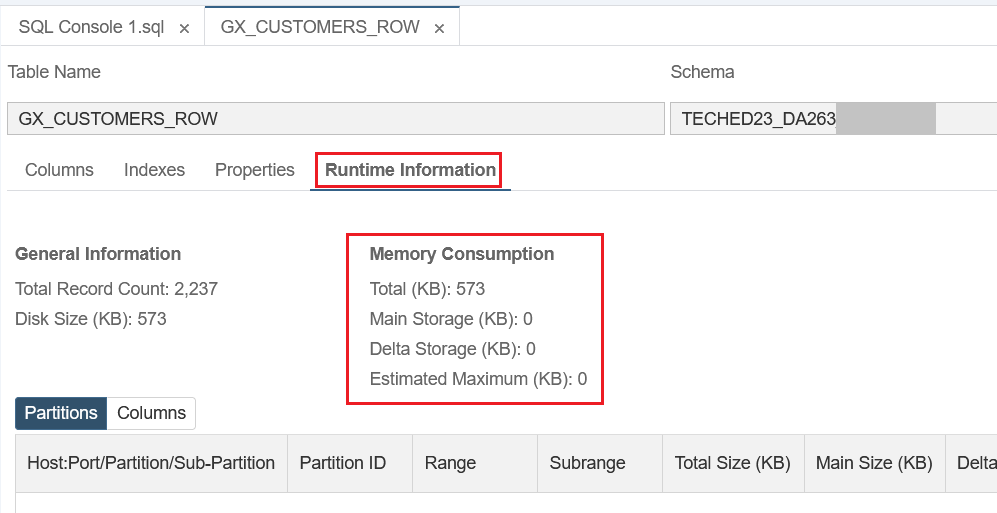 SQL Console 1.sql × GX_CUSTOMERS_ROW ×
Table Name Schema
GX_CUSTOMERS_ROW TECHED23_DA263
Columns Indexes Properties Runtime Information
General Information Memory Consumption
Total Record Count: 2,237 Total (KB): 573
Disk Size (KB): 573 Main Storage (KB): 0
Delta Storage (KB): 0
Estimated Maximum (KB): 0
Partitions Columns
Host:Port/Partition/Sub-Partition Partition ID Range Subrange Total Size (KB) Main Size (KB) Delta